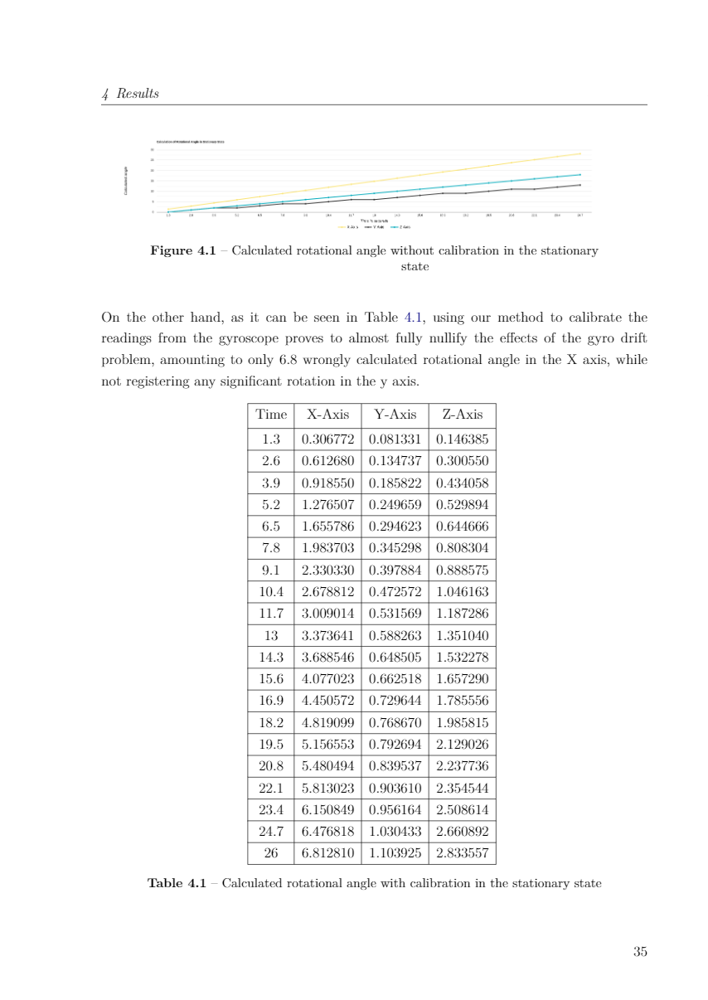 4 Results
Calculation of Rotational Angle in Stationary State
Calculated angle
Time in seconds
X Axis Y Axis Z Axis
Figure 4.1 – Calculated rotational angle without calibration in the stationary
state
On the other hand, as it can be seen in Table 4.1, using our method to calibrate the
readings from the gyroscope proves to almost fully nullify the effects of the gyro drift
problem, amounting to only 6.8 wrongly calculated rotational angle in the X axis, while
not registering any significant rotation in the y axis.
Time X-Axis Y-Axis Z-Axis
1.3 0.306772 0.081331 0.146385
2.6 0.612680 0.134737 0.300550
3.9 0.918550 0.185822 0.434058
5.2 1.276507 0.249659 0.529894
6.5 1.655786 0.294623 0.644666
7.8 1.983703 0.345298 0.808304
9.1 2.330330 0.397884 0.888575
10.4 2.678812 0.472572 1.046163
11.7 3.009014 0.531569 1.187286
13 3.373641 0.588263 1.351040
14.3 3.688546 0.648505 1.532278
15.6 4.077023 0.662518 1.657290
16.9 4.450572 0.729644 1.785556
18.2 4.819099 0.768670 1.985815
19.5 5.156553 0.792694 2.129026
20.8 5.480494 0.839537 2.237736
22.1 5.813023 0.903610 2.354544
23.4 6.150849 0.956164 2.508614
24.7 6.476818 1.030433 2.660892
26 6.812810 1.103925 2.833557
Table 4.1 – Calculated rotational angle with calibration in the stationary state
35